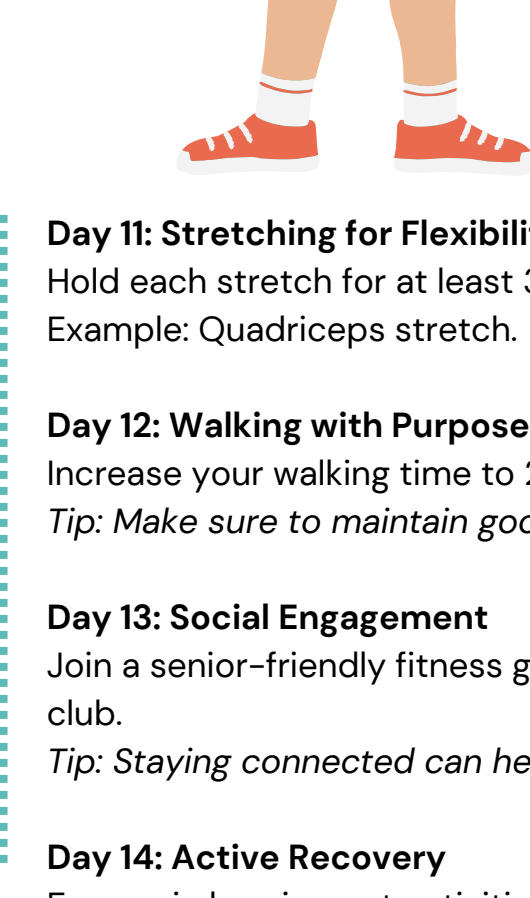 Day 11: Stretching for Flexibili
Hold each stretch for at least
Example: Quadriceps stretch.
Day 12: Walking with Purpose
Increase your walking time to 2
Tip: Make sure to maintain goo
Day 13: Social Engagement
Join a senior-friendly fitness g
club.
Tip: Staying connected can he
Day 14: Active Recovery